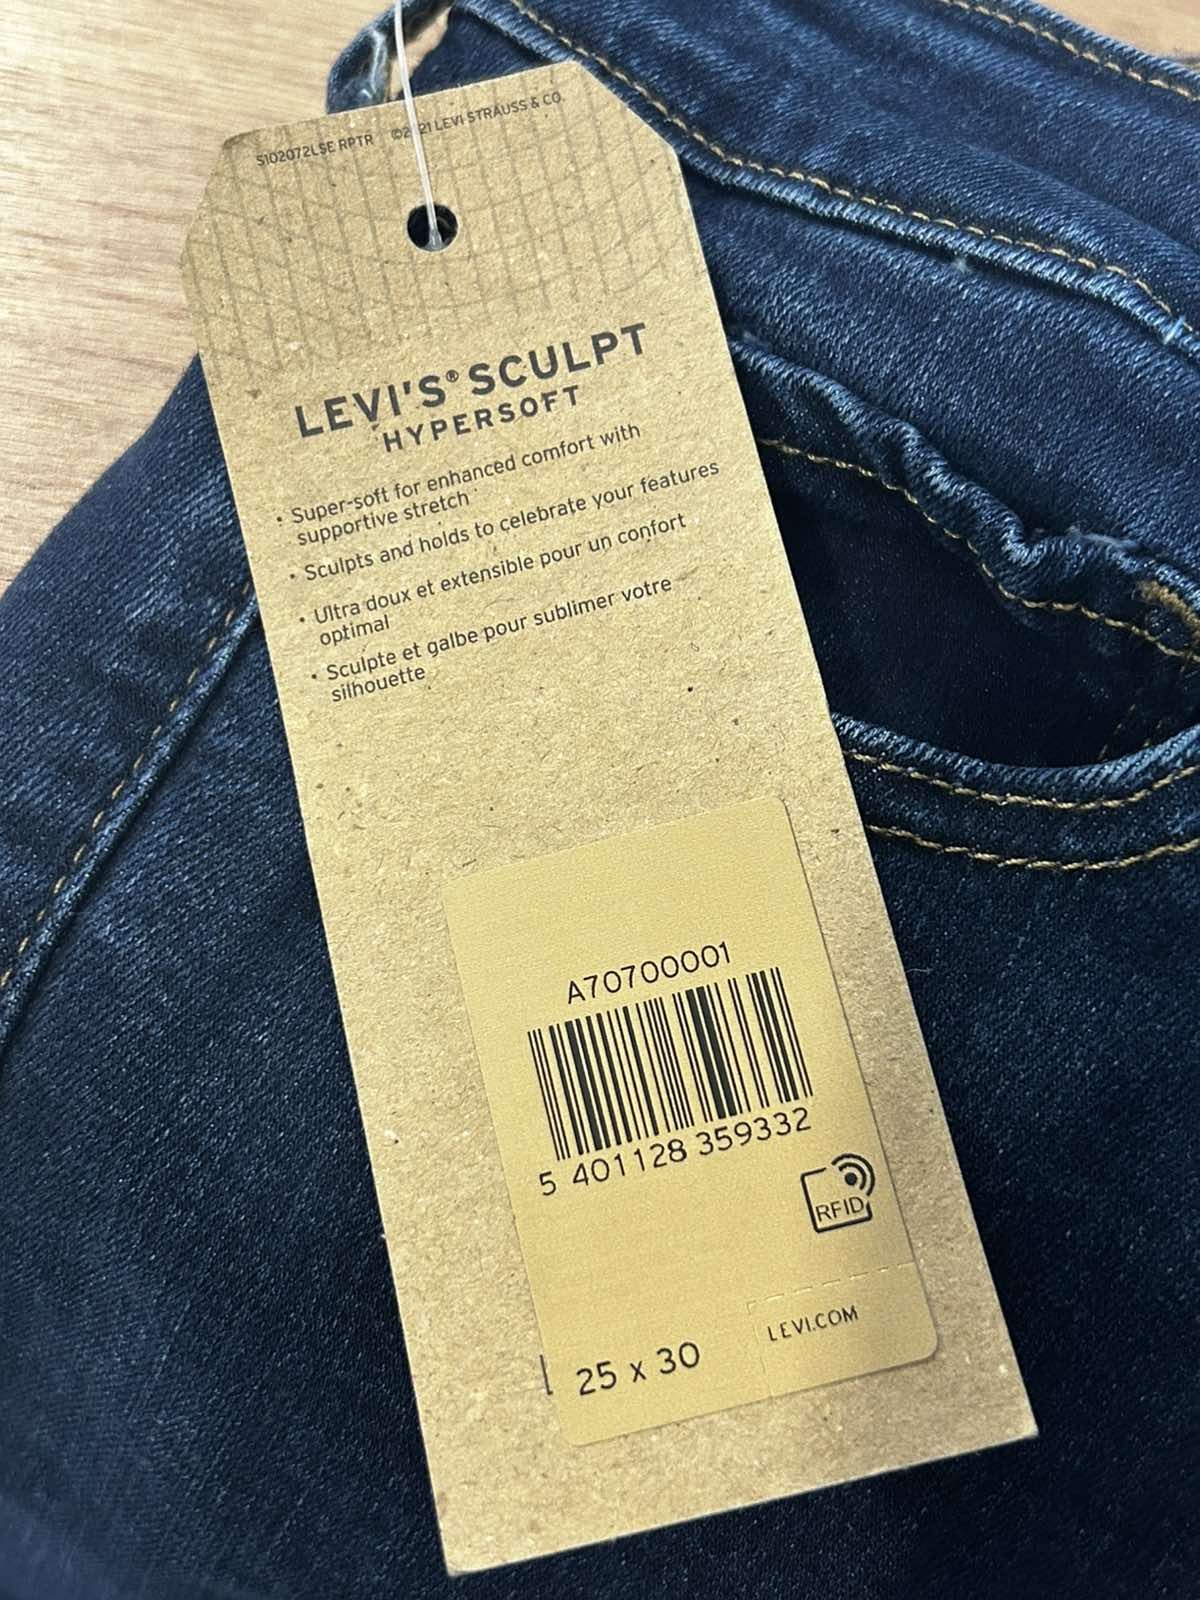 S102072LSE RPTR ©2021 LEVI STRAUSS & CO.
LEVI'S® SCULPT
HYPERSOFT
• Super-soft for enhanced comfort with
supportive stretch
• Sculpts and holds to celebrate your features
• Ultra doux et extensible pour un confort
optimal
• Sculpte et galbe pour sublimer votre
silhouette
A70700001
5 401128 359332
RFID
LEVI.COM
25 x 30